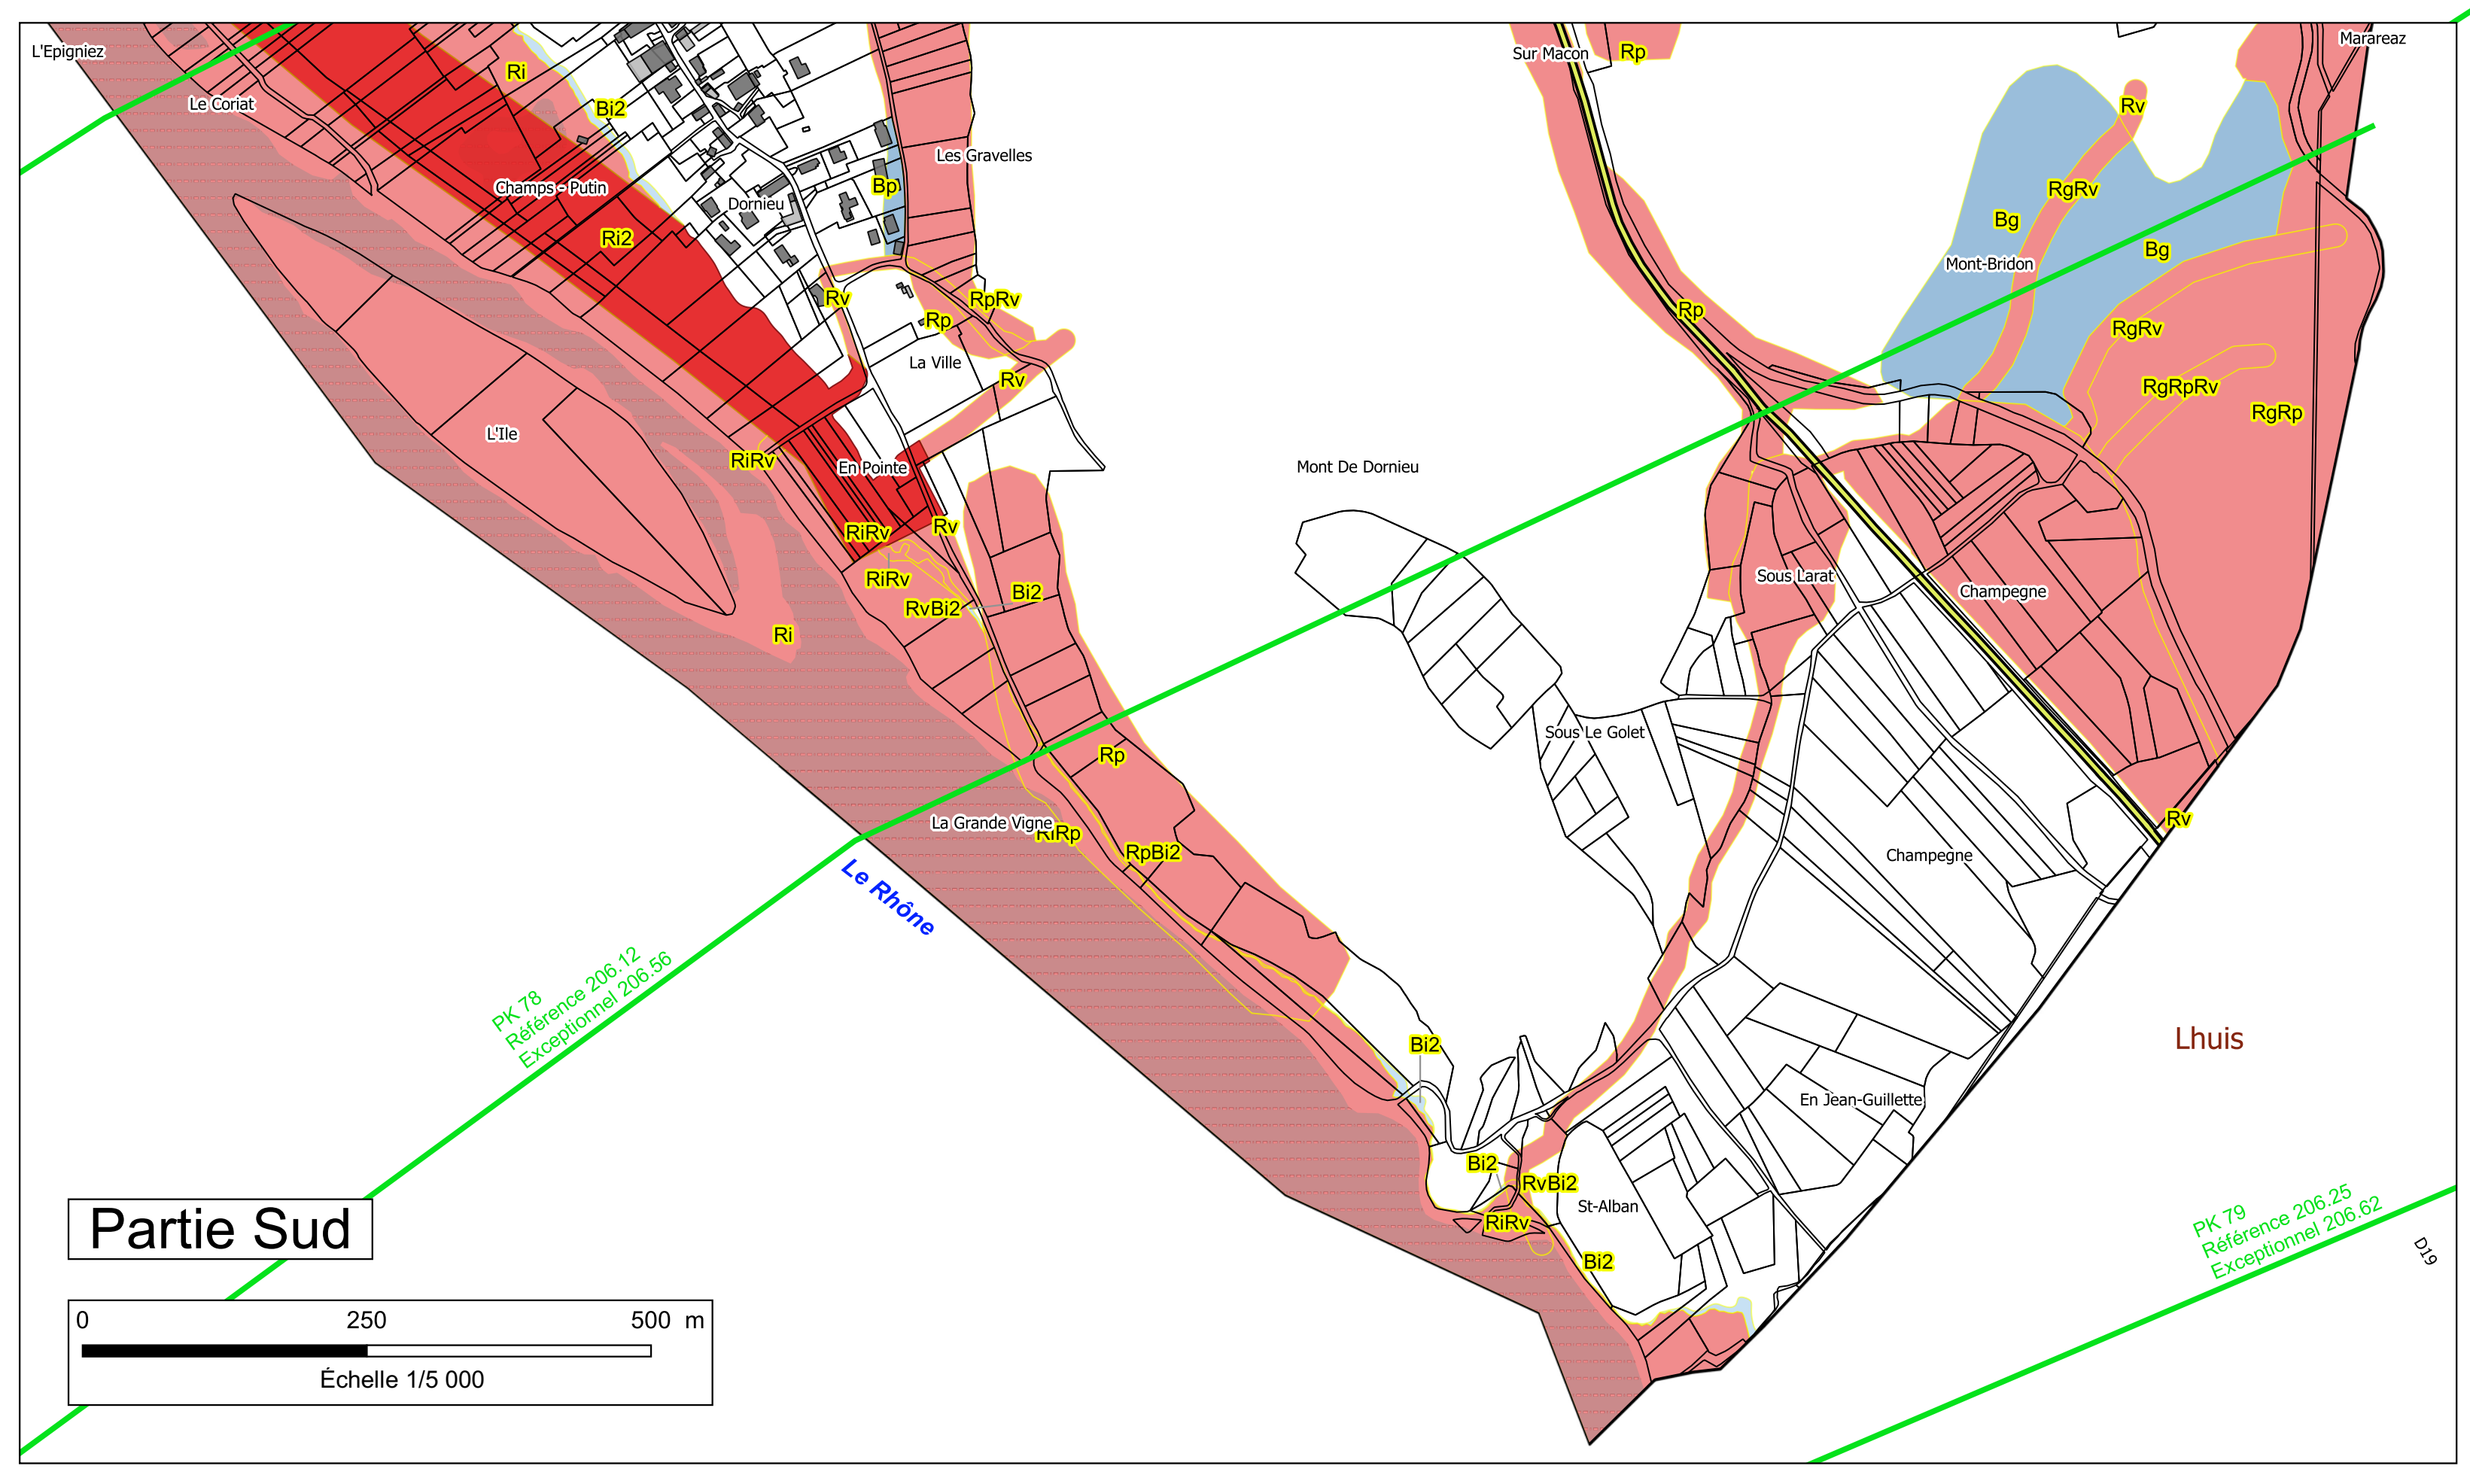 L'Epigniez
Ri
Sur Macon
Rp
Marareaz
Le Coriat
Bi2
Rv
Les Gravelles
Champs - Putin
Bp
Dornieu
RgRv
Bg
Ri2
Bg
Mont-Bridon
Rv
RpRv
Rp
Rp
RgRv
La Ville
Rv
RgRpRv
RgRp
L'Ile
RiRv
En Pointe
Mont De Dornieu
RiRv
Rv
RiRv
Sous Larat
RvBi2
Bi2
Champegne
Ri
Rp
Sous Le Golet
La Grande Vigne
RiRp
Rv
RpBi2
Champegne
Le Rhône
PK 78
Référence 206.12
Exceptionnel 206.56
Bi2
Lhuis
En Jean-Guillette
Bi2
RvBi2
St-Alban
RiRv
Bi2
Partie Sud
PK 79
Référence 206.25
Exceptionnel 206.62
D19
0 250 500 m
Échelle 1/5 000